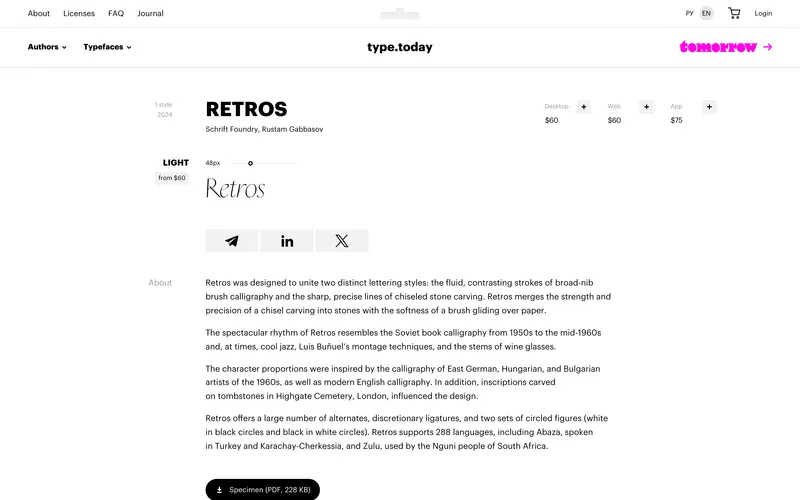 About Licenses FAQ Journal
РУ EN Login
Authors Typefaces
type.today
tomorrow →
1 style
2024
RETROS
Schrift Foundry, Rustam Gabbasov
Desktop + Web + App +
$60 $60 $75
LIGHT
from $60
48px
Retros
About
Retros was designed to unite two distinct lettering styles: the fluid, contrasting strokes of broad-nib
brush calligraphy and the sharp, precise lines of chiseled stone carving. Retros merges the strength and
precision of a chisel carving into stones with the softness of a brush gliding over paper.
The spectacular rhythm of Retros resembles the Soviet book calligraphy from 1950s to the mid-1960s
and, at times, cool jazz, Luis Buñuel’s montage techniques, and the stems of wine glasses.
The character proportions were inspired by the calligraphy of East German, Hungarian, and Bulgarian
artists of the 1960s, as well as modern English calligraphy. In addition, inscriptions carved
on tombstones in Highgate Cemetery, London, influenced the design.
Retros offers a large number of alternates, discretionary ligatures, and two sets of circled figures (white
in black circles and black in white circles). Retros supports 288 languages, including Abaza, spoken
in Turkey and Karachay-Cherkessia, and Zulu, used by the Nguni people of South Africa.
Specimen (PDF, 228 KB)